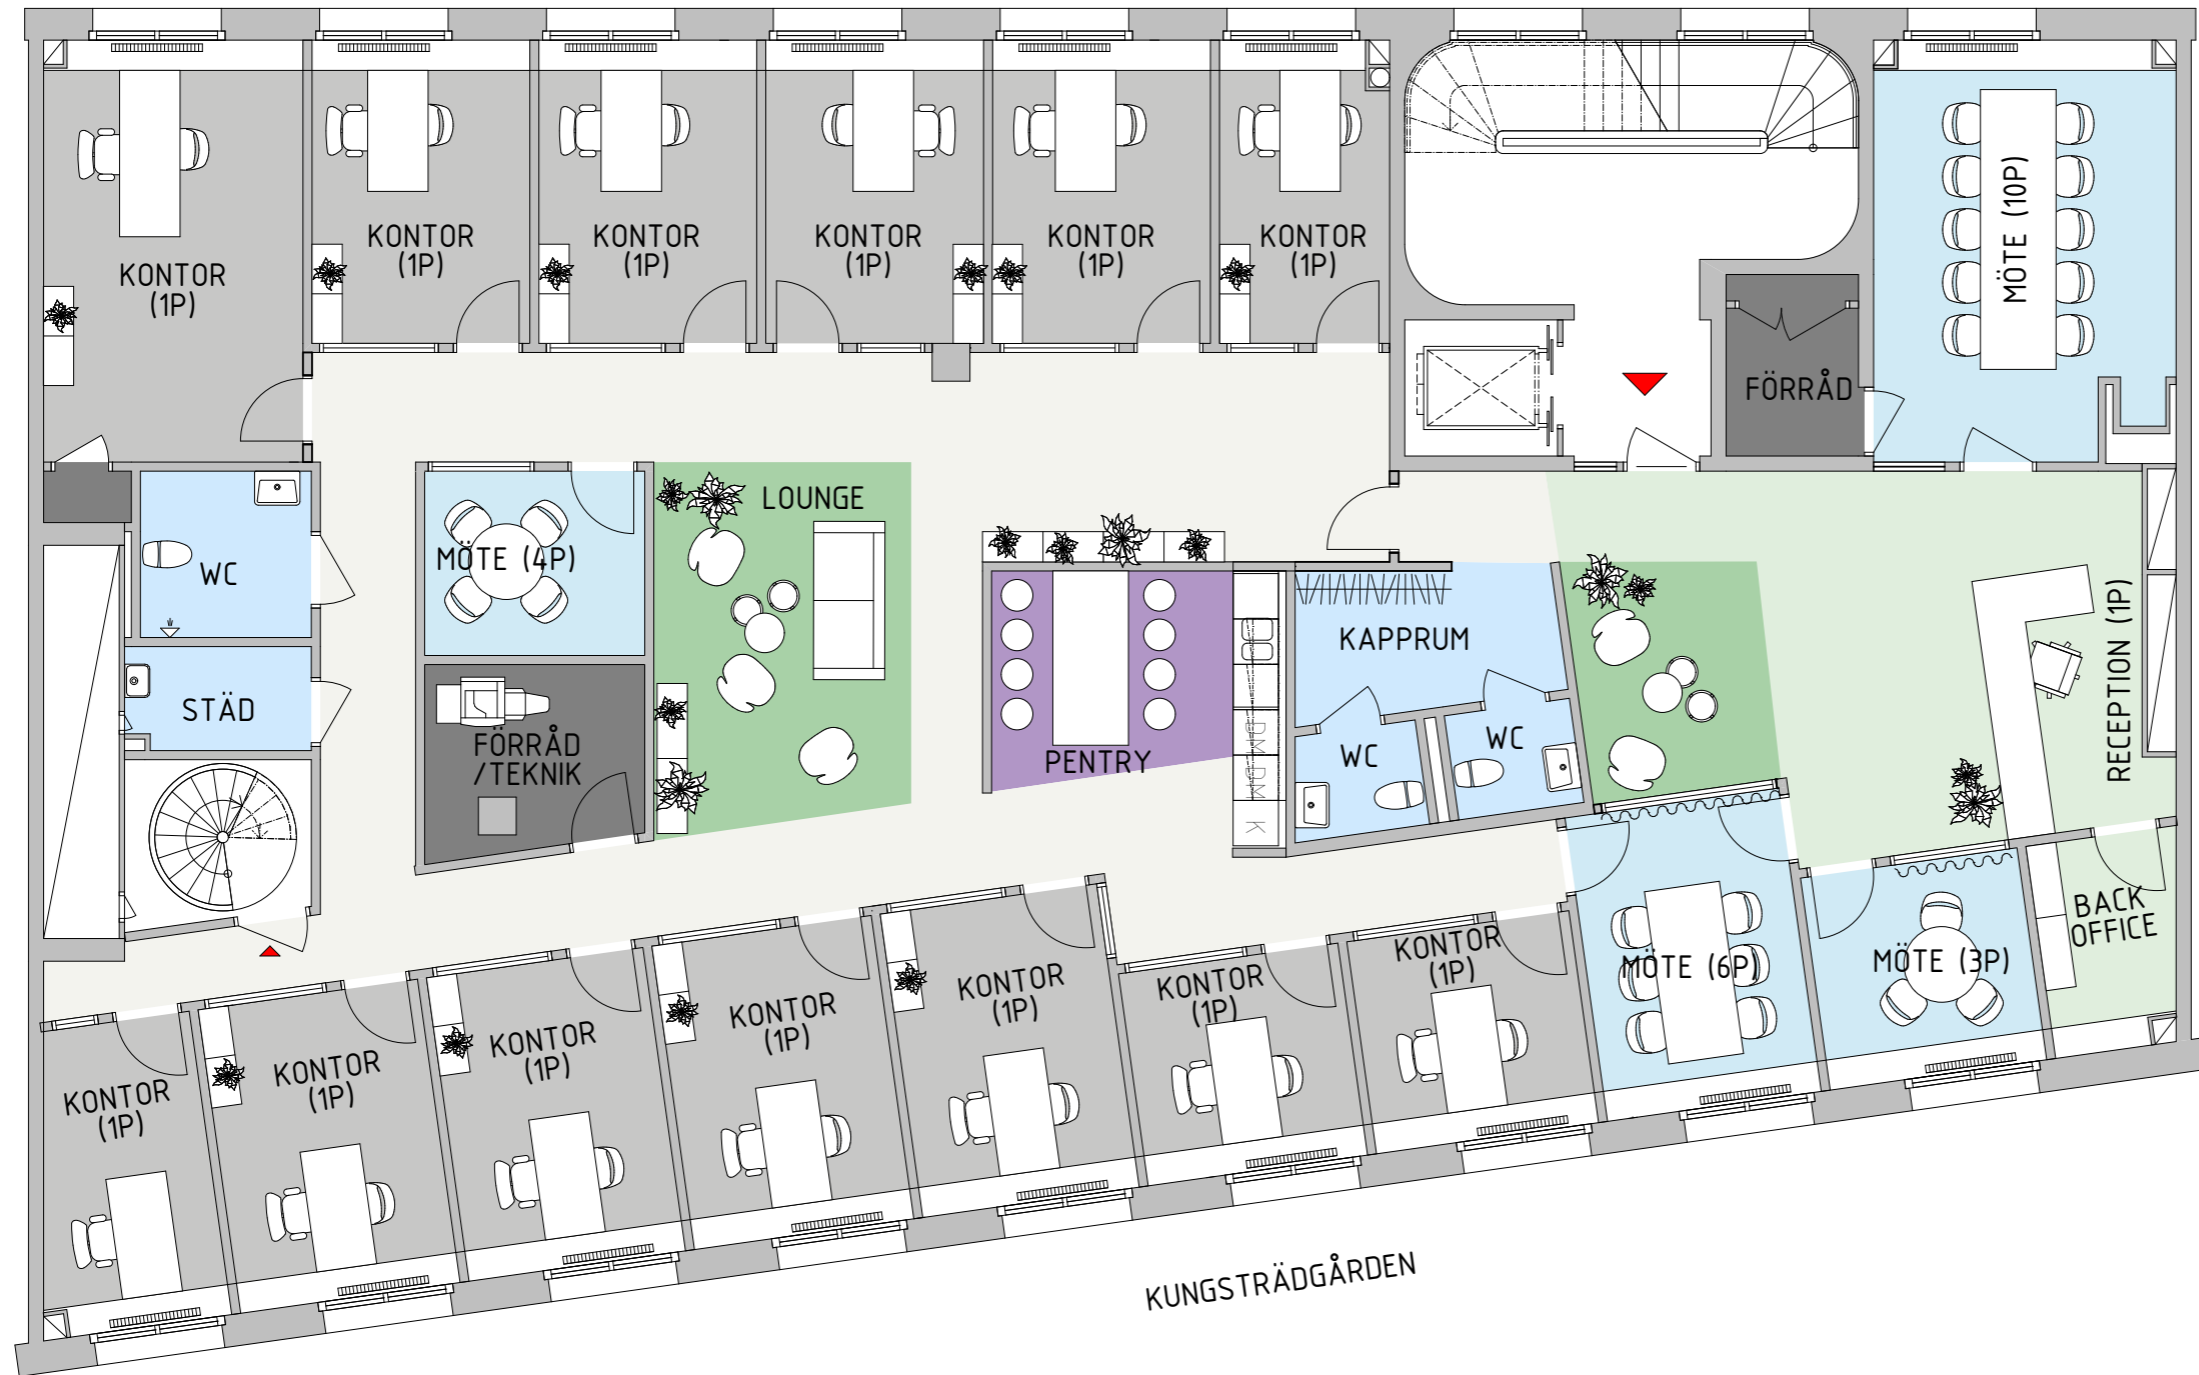 KONTOR
(1P)
KONTOR
(1P)
KONTOR
(1P)
KONTOR
(1P)
KONTOR
(1P)
KONTOR
(1P)
MÖTE (10P)
FÖRRÅD
WC
STÄD
MÖTE (4P)
FÖRRÅD
/TEKNIK
LOUNGE
PENTRY
DM
DM
K
KAPPRUM
WC
WC
RECEPTION (1P)
BACK
OFFICE
MÖTE (6P)
MÖTE (3P)
KONTOR
(1P)
KONTOR
(1P)
KONTOR
(1P)
KONTOR
(1P)
KONTOR
(1P)
KONTOR
(1P)
KONTOR
(1P)
KUNGSTRÄDGÅRDEN